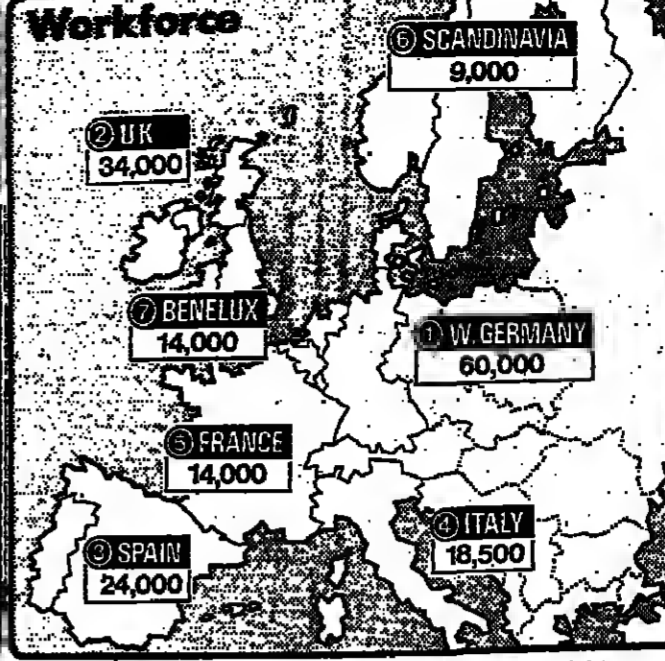 Workforce
⑥ SCANDINAVIA
9,000
② UK
34,000
⑦ BENELUX
14,000
① W. GERMANY
60,000
⑤ FRANCE
14,000
④ ITALY
18,500
③ SPAIN
24,000